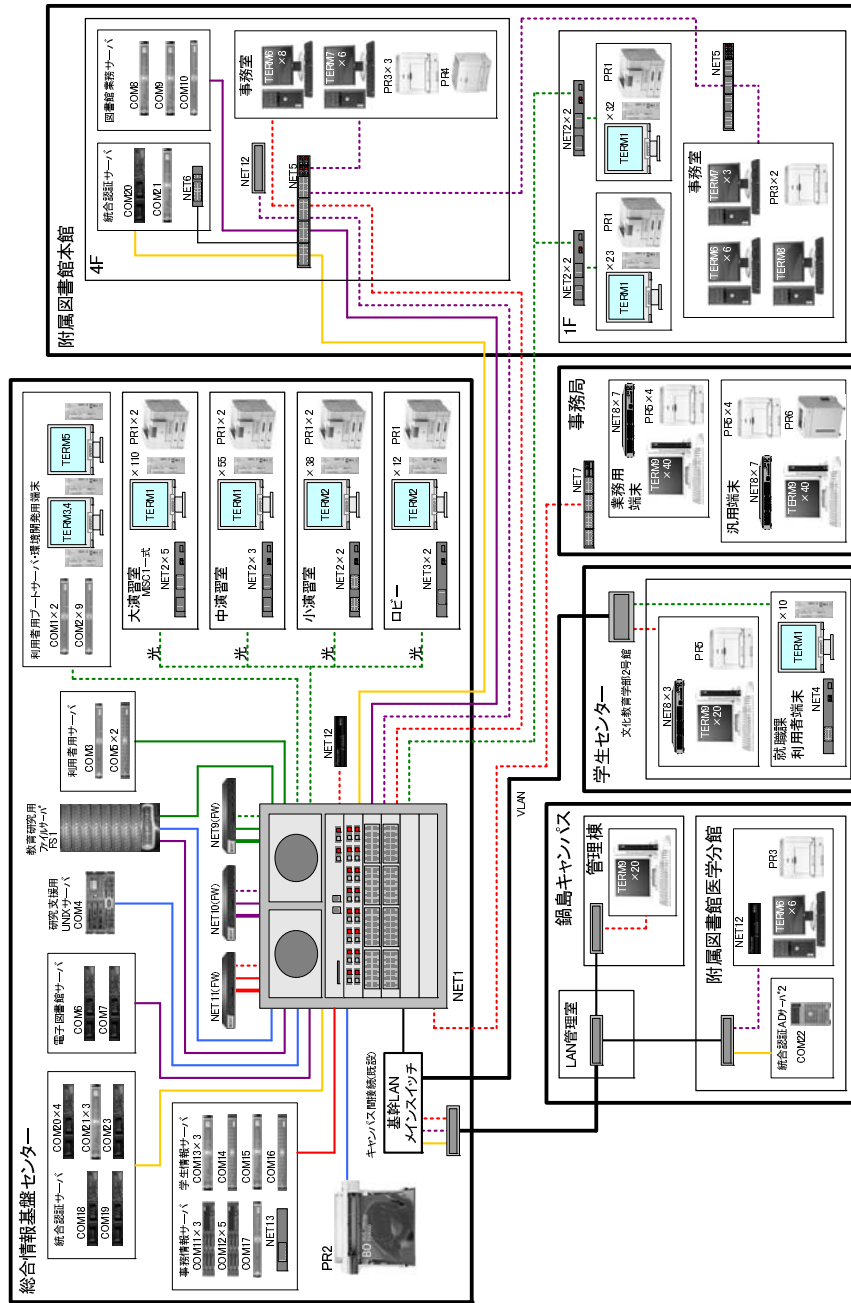 総合情報基盤センター
統合認証サーバ
COM18
COM19
COM20×4
COM21×3
COM23
電子図書館サーバ
COM6
COM7
研究支援用
UNIXサーバ
COM4
教育研究用
ファイルサーバ
FS1
利用者用サーバ
COM3
COM5×2
利用者用ブートサーバ・環境開発用端末
COM1×2
COM2×9
TERM3,4
TERM5
事務情報サーバ
COM11×3
COM12×5
COM17
NET13
学生情報サーバ
COM13×3
COM14
COM15
COM16
NET11(FW)
NET10(FW)
NET9(FW)
NET12
光
光
光
光
大演習室
MISC1一式
NET2×5
TERM1
×110
PR1×2
中演習室
NET2×3
TERM1
×55
PR1×2
小演習室
NET2×2
TERM2
×38
PR1×2
ロビー
NET3×2
TERM2
×12
PR1
PR2
BO
NET1
キャンパス間接続(既設)
基幹LAN
メインスイッチ
VLAN
附属図書館本館
4F
統合認証サーバ
COM20
COM21
NET6
図書館業務サーバ
COM8
COM9
COM10
NET12
NET5
事務室
TERM6
×8
TERM7
×6
PR3×3
PR4
1F
NET2×2
TERM1
×23
PR1
NET2×2
TERM1
×32
PR1
NET5
事務室
TERM6
×6
TERM7
×3
TERM8
PR3×2
鍋島キャンパス
LAN管理室
管理棟
TERM9
×20
附属図書館医学分館
統合認証ADサーバ2
COM22
NET12
TERM6
×6
PR3
学生センター
文化教育学部2号館
NET8×3
TERM9
×20
PR5
就職課
利用者端末
NET4
TERM1
×10
事務局
NET7
業務用
端末
NET8×7
TERM9
×40
PR5×4
汎用端末
NET8×7
TERM9
×40
PR5×4
PR6